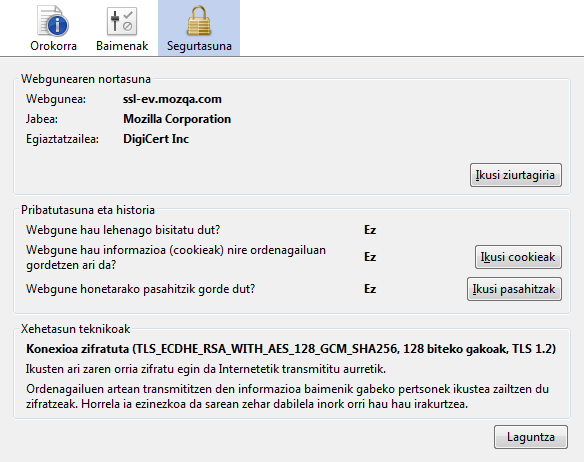 Orokorra Baimenak Segurtasuna
Webgunearen nortasuna
Webgunea: ssl-ev.mozqa.com
Jabea: Mozilla Corporation
Egiaztatzailea: DigiCert Inc
Ikusi ziurtagiria
Pribatutasuna eta historia
Webgune hau lehenago bisitatu dut? Ez
Webgune hau informazioa (cookieak) nire ordenagailuan
gordetzen ari da? Ez Ikusi cookieak
Webgune honetarako pasahitzik gorde dut? Ez Ikusi pasahitzak
Xehetasun teknikoak
Konexioa zifratuta (TLS_ECDHE_RSA_WITH_AES_128_GCM_SHA256, 128 biteko gakoak, TLS 1.2)
Ikusten ari zaren orria zifratu egin da Internetik transmititu aurretik.
Ordenagailuen artean transmititzen den informazioa baimenik gabeko pertsonek ikustea zailtzen du
zifratzeak. Horrela ia ezinezkoa da sarean zehar dabilela inork orri hau hau irakurtzea.
Laguntza